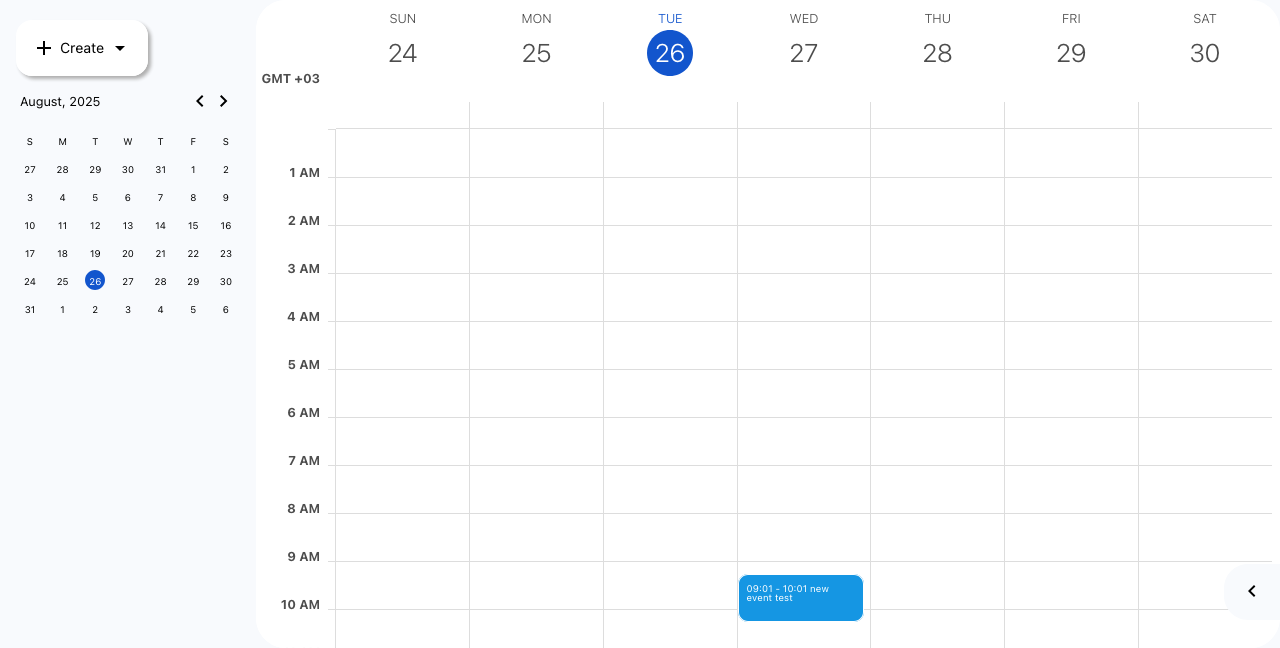 Create
August, 2025
S M T W T F S
27 28 29 30 31 1 2
3 4 5 6 7 8 9
10 11 12 13 14 15 16
17 18 19 20 21 22 23
24 25 26 27 28 29 30
31 1 2 3 4 5 6
SUN MON TUE WED THU FRI SAT
24 25 26 27 28 29 30
GMT +03
1 AM
2 AM
3 AM
4 AM
5 AM
6 AM
7 AM
8 AM
9 AM
09:01 - 10:01 new
event test
10 AM